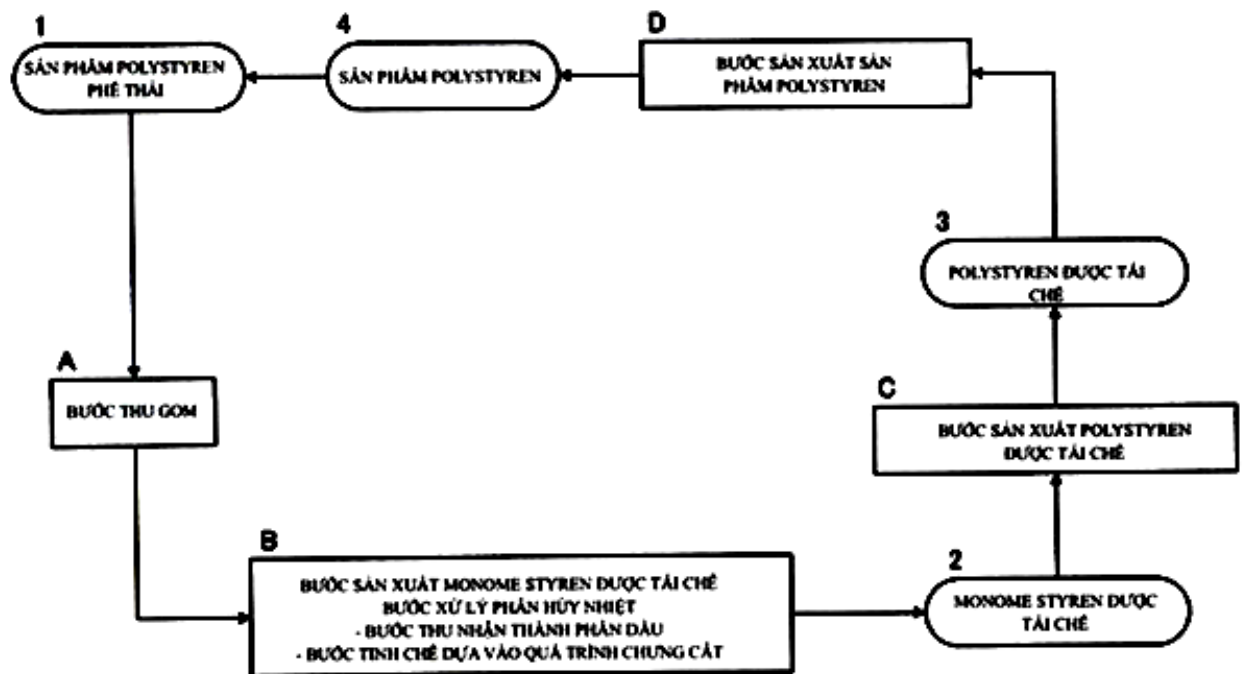 1
SẢN PHẨM POLYSTYREN
PHẾ THẢI
4
SẢN PHẨM POLYSTYREN
D
BƯỚC SẢN XUẤT SẢN
PHẨM POLYSTYREN
3
POLYSTYREN ĐƯỢC TÁI
CHẾ
A
BƯỚC THU GOM
C
BƯỚC SẢN XUẤT POLYSTYREN
ĐƯỢC TÁI CHẾ
B
BƯỚC SẢN XUẤT MONOME STYREN ĐƯỢC TÁI CHẾ
BƯỚC XỬ LÝ PHÂN HỦY NHIỆT
- BƯỚC THU NHẬN THÀNH PHẦN DẦU
- BƯỚC TINH CHẾ DỰA VÀO QUÁ TRÌNH CHƯNG CẤT
2
MONOME STYREN ĐƯỢC
TÁI CHẾ